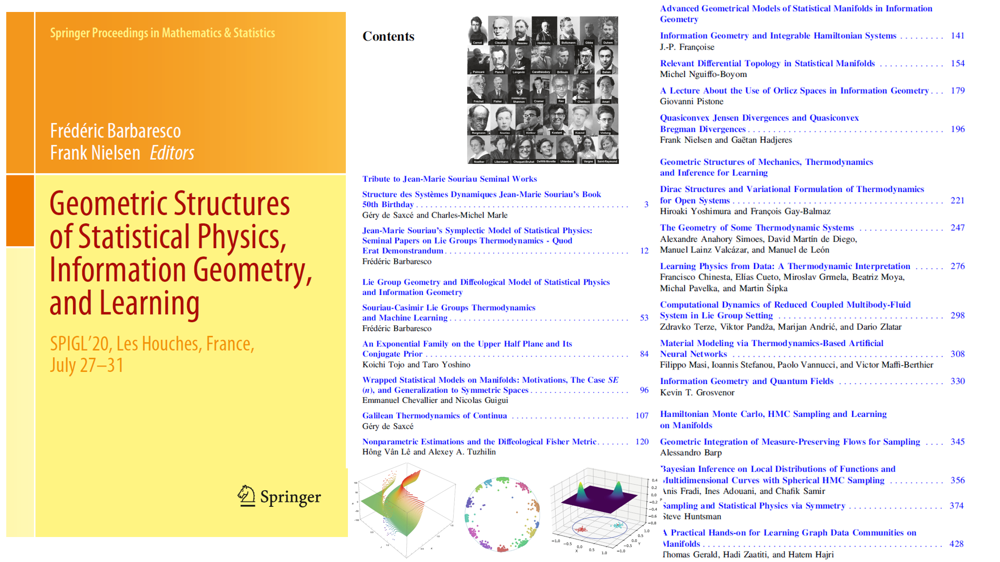 Springer Proceedings in Mathematics & Statistics
Frédéric Barbaresco
Frank Nielsen Editors
Geometric Structures
of Statistical Physics,
Information Geometry,
and Learning
SPIGL'20, Les Houches, France,
July 27–31
Springer
Contents
Carnot Clausius Massieu Helmholtz Boltzmann Gibbs Duhem
Poincaré Planck Langevin Carathéodory Brillouin Callen Balian
Fréchet Fisher Shannon Cramer Rao Chentsov Amari
Bargmann Souriau Kirillov Kostant Koszul Vinberg
Noether Libermann Choquet-Bruhat DeWitt-Morette Uhlenbeck Vergne Saint-Raymond
Tribute to Jean-Marie Souriau Seminal Works
Structure des Systèmes Dynamiques Jean-Marie Souriau's Book
50th Birthday . . . . . . . . . . 3
Géry de Saxcé and Charles-Michel Marle
Jean-Marie Souriau's Symplectic Model of Statistical Physics:
Seminal Papers on Lie Groups Thermodynamics - Quod
Erat Demonstrandum . . . . . . . . . . 12
Frédéric Barbaresco
Lie Group Geometry and Diffeological Model of Statistical Physics
and Information Geometry
Souriau-Casimir Lie Groups Thermodynamics
and Machine Learning . . . . . . . . . . 53
Frédéric Barbaresco
An Exponential Family on the Upper Half Plane and Its
Conjugate Prior . . . . . . . . . . 84
Koichi Tojo and Taro Yoshino
Wrapped Statistical Models on Manifolds: Motivations, The Case SE
(n), and Generalization to Symmetric Spaces . . . . . . . . . . 96
Emmanuel Chevallier and Nicolas Guigui
Galilean Thermodynamics of Continua . . . . . . . . . . 107
Géry de Saxcé
Nonparametric Estimations and the Diffeological Fisher Metric . . . . . . . 120
Hông Vân Lê and Alexey A. Tuzhilin
Advanced Geometrical Models of Statistical Manifolds in Information
Geometry
Information Geometry and Integrable Hamiltonian Systems . . . . . . . . . 141
J.-P. Françoise
Relevant Differential Topology in Statistical Manifolds . . . . . . . . . . 154
Michel Nguiffo-Boyom
A Lecture About the Use of Orlicz Spaces in Information Geometry . . . 179
Giovanni Pistone
Quasiconvex Jensen Divergences and Quasiconvex
Bregman Divergences . . . . . . . . . . 196
Frank Nielsen and Gaëtan Hadjeres
Geometric Structures of Mechanics, Thermodynamics
and Inference for Learning
Dirac Structures and Variational Formulation of Thermodynamics
for Open Systems . . . . . . . . . . 221
Hiroaki Yoshimura and François Gay-Balmaz
The Geometry of Some Thermodynamic Systems . . . . . . . . . . 247
Alexandre Anahory Simoes, David Martín de Diego,
Manuel Lainz Valcázar, and Manuel de León
Learning Physics from Data: A Thermodynamic Interpretation . . . . . . 276
Francisco Chinesta, Elías Cueto, Miroslav Grmela, Beatriz Moya,
Michal Pavelka, and Martin Šípka
Computational Dynamics of Reduced Coupled Multibody-Fluid
System in Lie Group Setting . . . . . . . . . . 298
Zdravko Terze, Viktor Pandža, Marijan Andrić, and Dario Zlatar
Material Modeling via Thermodynamics-Based Artificial
Neural Networks . . . . . . . . . . 308
Filippo Masi, Ioannis Stefanou, Paolo Vannucci, and Victor Maffi-Berthier
Information Geometry and Quantum Fields . . . . . . . . . . 330
Kevin T. Grosvenor
Hamiltonian Monte Carlo, HMC Sampling and Learning
on Manifolds
Geometric Integration of Measure-Preserving Flows for Sampling . . . . 345
Alessandro Barp
Bayesian Inference on Local Distributions of Functions and
Multidimensional Curves with Spherical HMC Sampling . . . . . . . . . . 356
Anis Fradi, Ines Adouani, and Chafik Samir
Sampling and Statistical Physics via Symmetry . . . . . . . . . . 374
Steve Huntsman
A Practical Hands-on for Learning Graph Data Communities on
Manifolds . . . . . . . . . . 428
Thomas Gerald, Hadi Zaatiti, and Hatem Hajri
0.4
0.2
0.0
−0.2
−0.4
−0.6
−0.8
P
−1.0 −0.5 0.0 0.5 1.0
X
−1.0 −0.5 0.0 0.5 1.0
Y